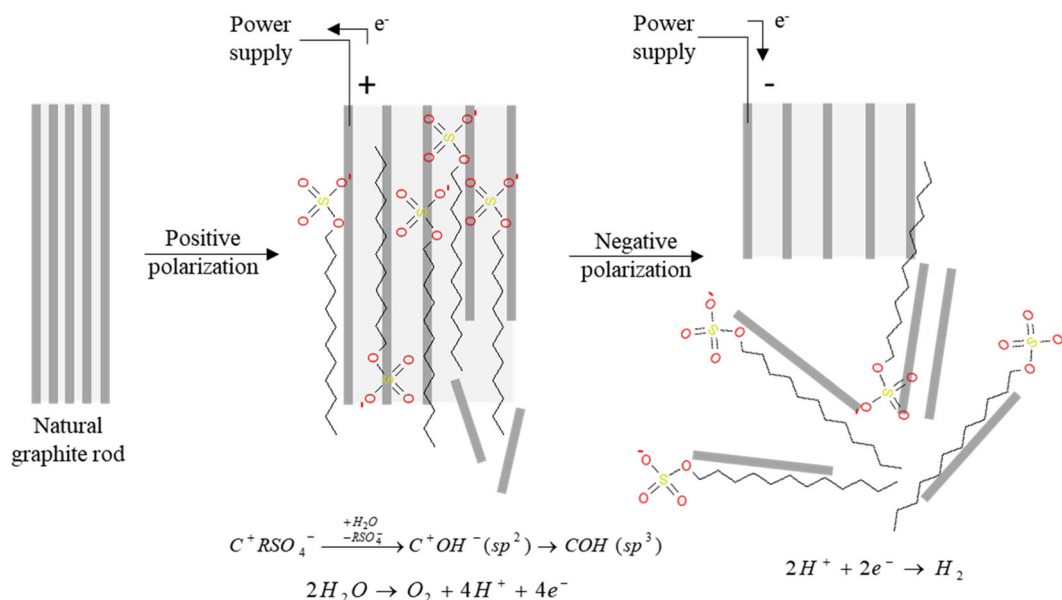 Power
supply
e-
+
Power
supply
e-
-
Natural
graphite rod
Positive
polarization
Negative
polarization
O O - S O O
O O - S O O
O O - S O O
O O - S O O
O O - S O O
O O - S O O
O O - S O O
O O - S O
O O - S O O
C⁺RSO₄⁻ +H₂O -RSO₄⁻ → C⁺OH⁻(sp²) → COH (sp³)
2H₂O → O₂ + 4H⁺ + 4e⁻
2H⁺ + 2e⁻ → H₂